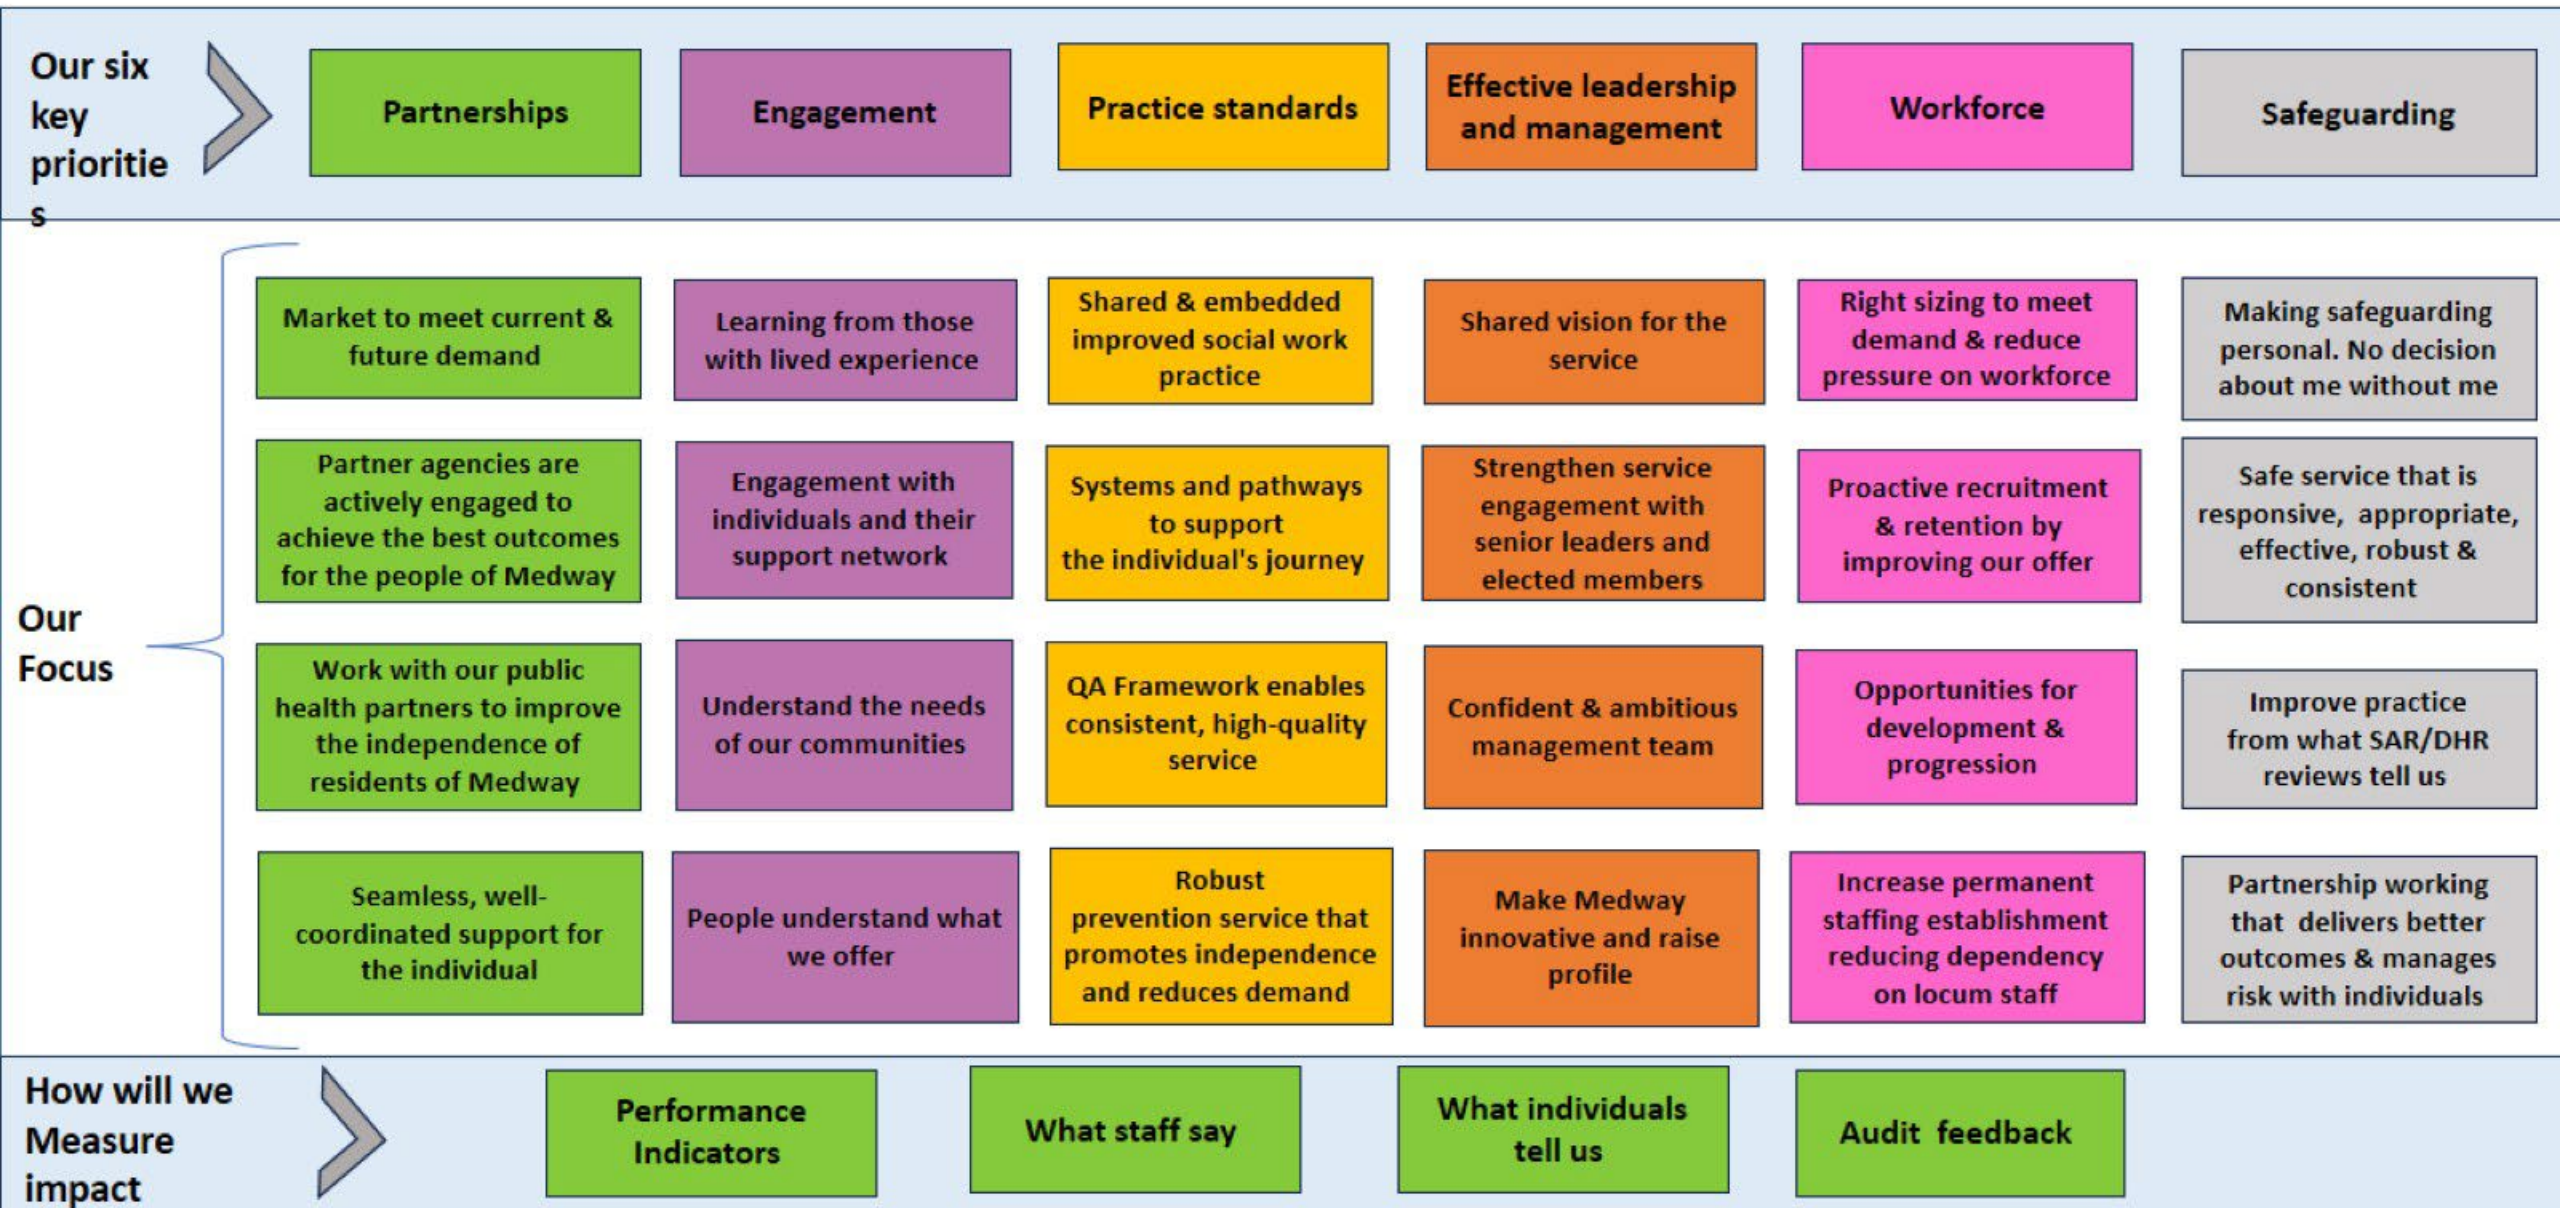 Our six
key
prioritie
s
Partnerships
Engagement
Practice standards
Effective leadership
and management
Workforce
Safeguarding
Our
Focus
Market to meet current &
future demand
Learning from those
with lived experience
Shared & embedded
improved social work
practice
Shared vision for the
service
Right sizing to meet
demand & reduce
pressure on workforce
Making safeguarding
personal. No decision
about me without me
Partner agencies are
actively engaged to
achieve the best outcomes
for the people of Medway
Engagement with
individuals and their
support network
Systems and pathways
to support
the individual's journey
Strengthen service
engagement with
senior leaders and
elected members
Proactive recruitment
& retention by
improving our offer
Safe service that is
responsive, appropriate,
effective, robust &
consistent
Work with our public
health partners to improve
the independence of
residents of Medway
Understand the needs
of our communities
QA Framework enables
consistent, high-quality
service
Confident & ambitious
management team
Opportunities for
development &
progression
Improve practice
from what SAR/DHR
reviews tell us
Seamless, well-
coordinated support for
the individual
People understand what
we offer
Robust
prevention service that
promotes independence
and reduces demand
Make Medway
innovative and raise
profile
Increase permanent
staffing establishment
reducing dependency
on locum staff
Partnership working
that delivers better
outcomes & manages
risk with individuals
How will we
Measure
impact
Performance
Indicators
What staff say
What individuals
tell us
Audit feedback